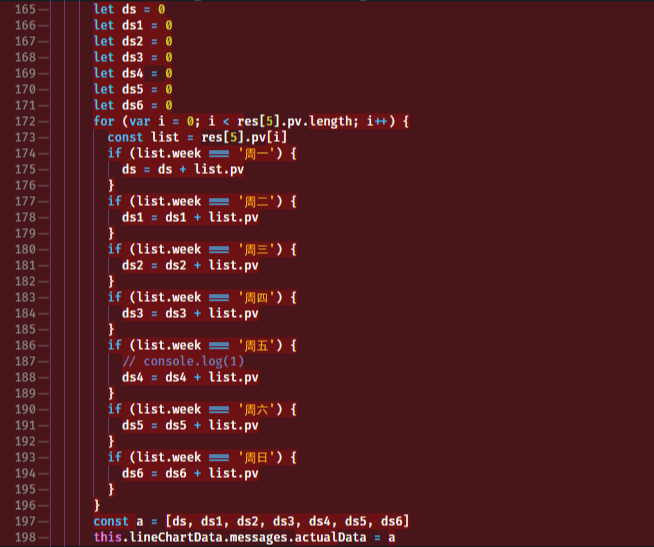 165 let ds = 0
166 let ds1 = 0
167 let ds2 = 0
168 let ds3 = 0
169 let ds4 = 0
170 let ds5 = 0
171 let ds6 = 0
172 for (var i = 0; i < res[5].pv.length; i++) {
173 const list = res[5].pv[i]
174 if (list.week === '周一') {
175 ds = ds + list.pv
176 }
177 if (list.week === '周二') {
178 ds1 = ds1 + list.pv
179 }
180 if (list.week === '周三') {
181 ds2 = ds2 + list.pv
182 }
183 if (list.week === '周四') {
184 ds3 = ds3 + list.pv
185 }
186 if (list.week === '周五') {
187 // console.log(1)
188 ds4 = ds4 + list.pv
189 }
190 if (list.week === '周六') {
191 ds5 = ds5 + list.pv
192 }
193 if (list.week === '周日') {
194 ds6 = ds6 + list.pv
195 }
196 }
197 const a = [ds, ds1, ds2, ds3, ds4, ds5, ds6]
198 this.lineChartData.messages.actualData = a